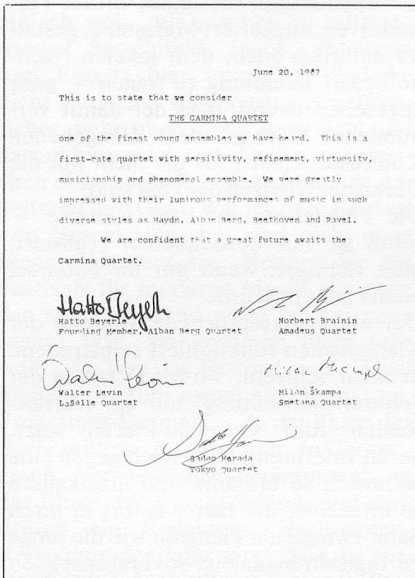 June 20, 1987
This is to state that we consider
THE CARMINA QUARTET
one of the finest young ensembles we have heard. This is a
first-rate quartet with sensitivity, refinement, virtuosity,
musicianship and phenomenal ensemble. We were greatly
impressed with their luminous performances of music in such
diverse styles as Haydn, Alban Berg, Beethoven and Ravel.
We are confident that a great future awaits the
Carmina Quartet.
Hatto Beyerle
Hatto Beyerle
Founding Member, Alban Berg Quartet
Norbert Brainin
Amadeus Quartet
Walter Levin
Walter Levin
LaSalle Quartet
Milan Škampa
Smetana Quartet
Sadao Harada
Tokyo Quartet